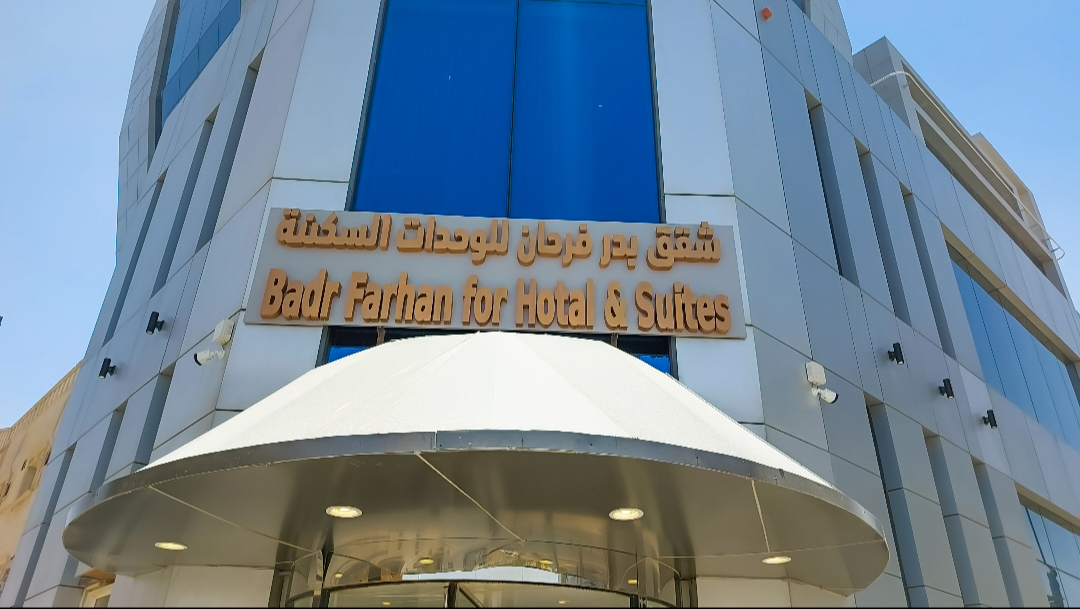 شقق بدر فرحان للوحدات السكنة
Badr Farhan for Hotal & Suites